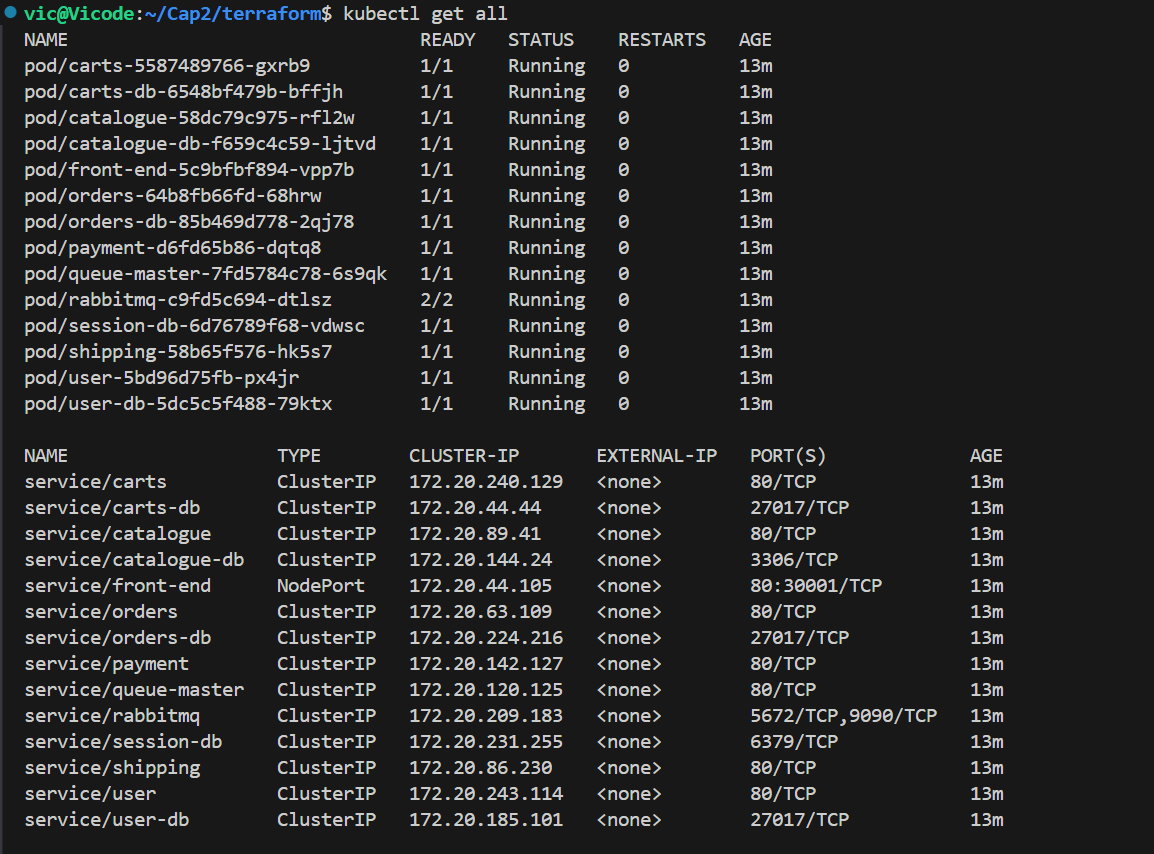 vic@Vicode:~/Cap2/terraform$ kubectl get all
NAME READY STATUS RESTARTS AGE
pod/carts-5587489766-gxrb9 1/1 Running 0 13m
pod/carts-db-6548bf479b-bffjh 1/1 Running 0 13m
pod/catalogue-58dc79c975-rfl2w 1/1 Running 0 13m
pod/catalogue-db-f659c4c59-ljtvd 1/1 Running 0 13m
pod/front-end-5c9bfbf894-vpp7b 1/1 Running 0 13m
pod/orders-64b8fb66fd-68hrw 1/1 Running 0 13m
pod/orders-db-85b469d778-2qj78 1/1 Running 0 13m
pod/payment-d6fd65b86-dqtq8 1/1 Running 0 13m
pod/queue-master-7fd5784c78-6s9qk 1/1 Running 0 13m
pod/rabbitmq-c9fd5c694-dtlsz 2/2 Running 0 13m
pod/session-db-6d76789f68-vdwsc 1/1 Running 0 13m
pod/shipping-58b65f576-hk5s7 1/1 Running 0 13m
pod/user-5bd96d75fb-px4jr 1/1 Running 0 13m
pod/user-db-5dc5c5f488-79ktx 1/1 Running 0 13m
NAME TYPE CLUSTER-IP EXTERNAL-IP PORT(S) AGE
service/carts ClusterIP 172.20.240.129 <none> 80/TCP 13m
service/carts-db ClusterIP 172.20.44.44 <none> 27017/TCP 13m
service/catalogue ClusterIP 172.20.89.41 <none> 80/TCP 13m
service/catalogue-db ClusterIP 172.20.144.24 <none> 3306/TCP 13m
service/front-end NodePort 172.20.44.105 <none> 80:30001/TCP 13m
service/orders ClusterIP 172.20.63.109 <none> 80/TCP 13m
service/orders-db ClusterIP 172.20.224.216 <none> 27017/TCP 13m
service/payment ClusterIP 172.20.142.127 <none> 80/TCP 13m
service/queue-master ClusterIP 172.20.120.125 <none> 80/TCP 13m
service/rabbitmq ClusterIP 172.20.209.183 <none> 5672/TCP,9090/TCP 13m
service/session-db ClusterIP 172.20.231.255 <none> 6379/TCP 13m
service/shipping ClusterIP 172.20.86.230 <none> 80/TCP 13m
service/user ClusterIP 172.20.243.114 <none> 80/TCP 13m
service/user-db ClusterIP 172.20.185.101 <none> 27017/TCP 13m